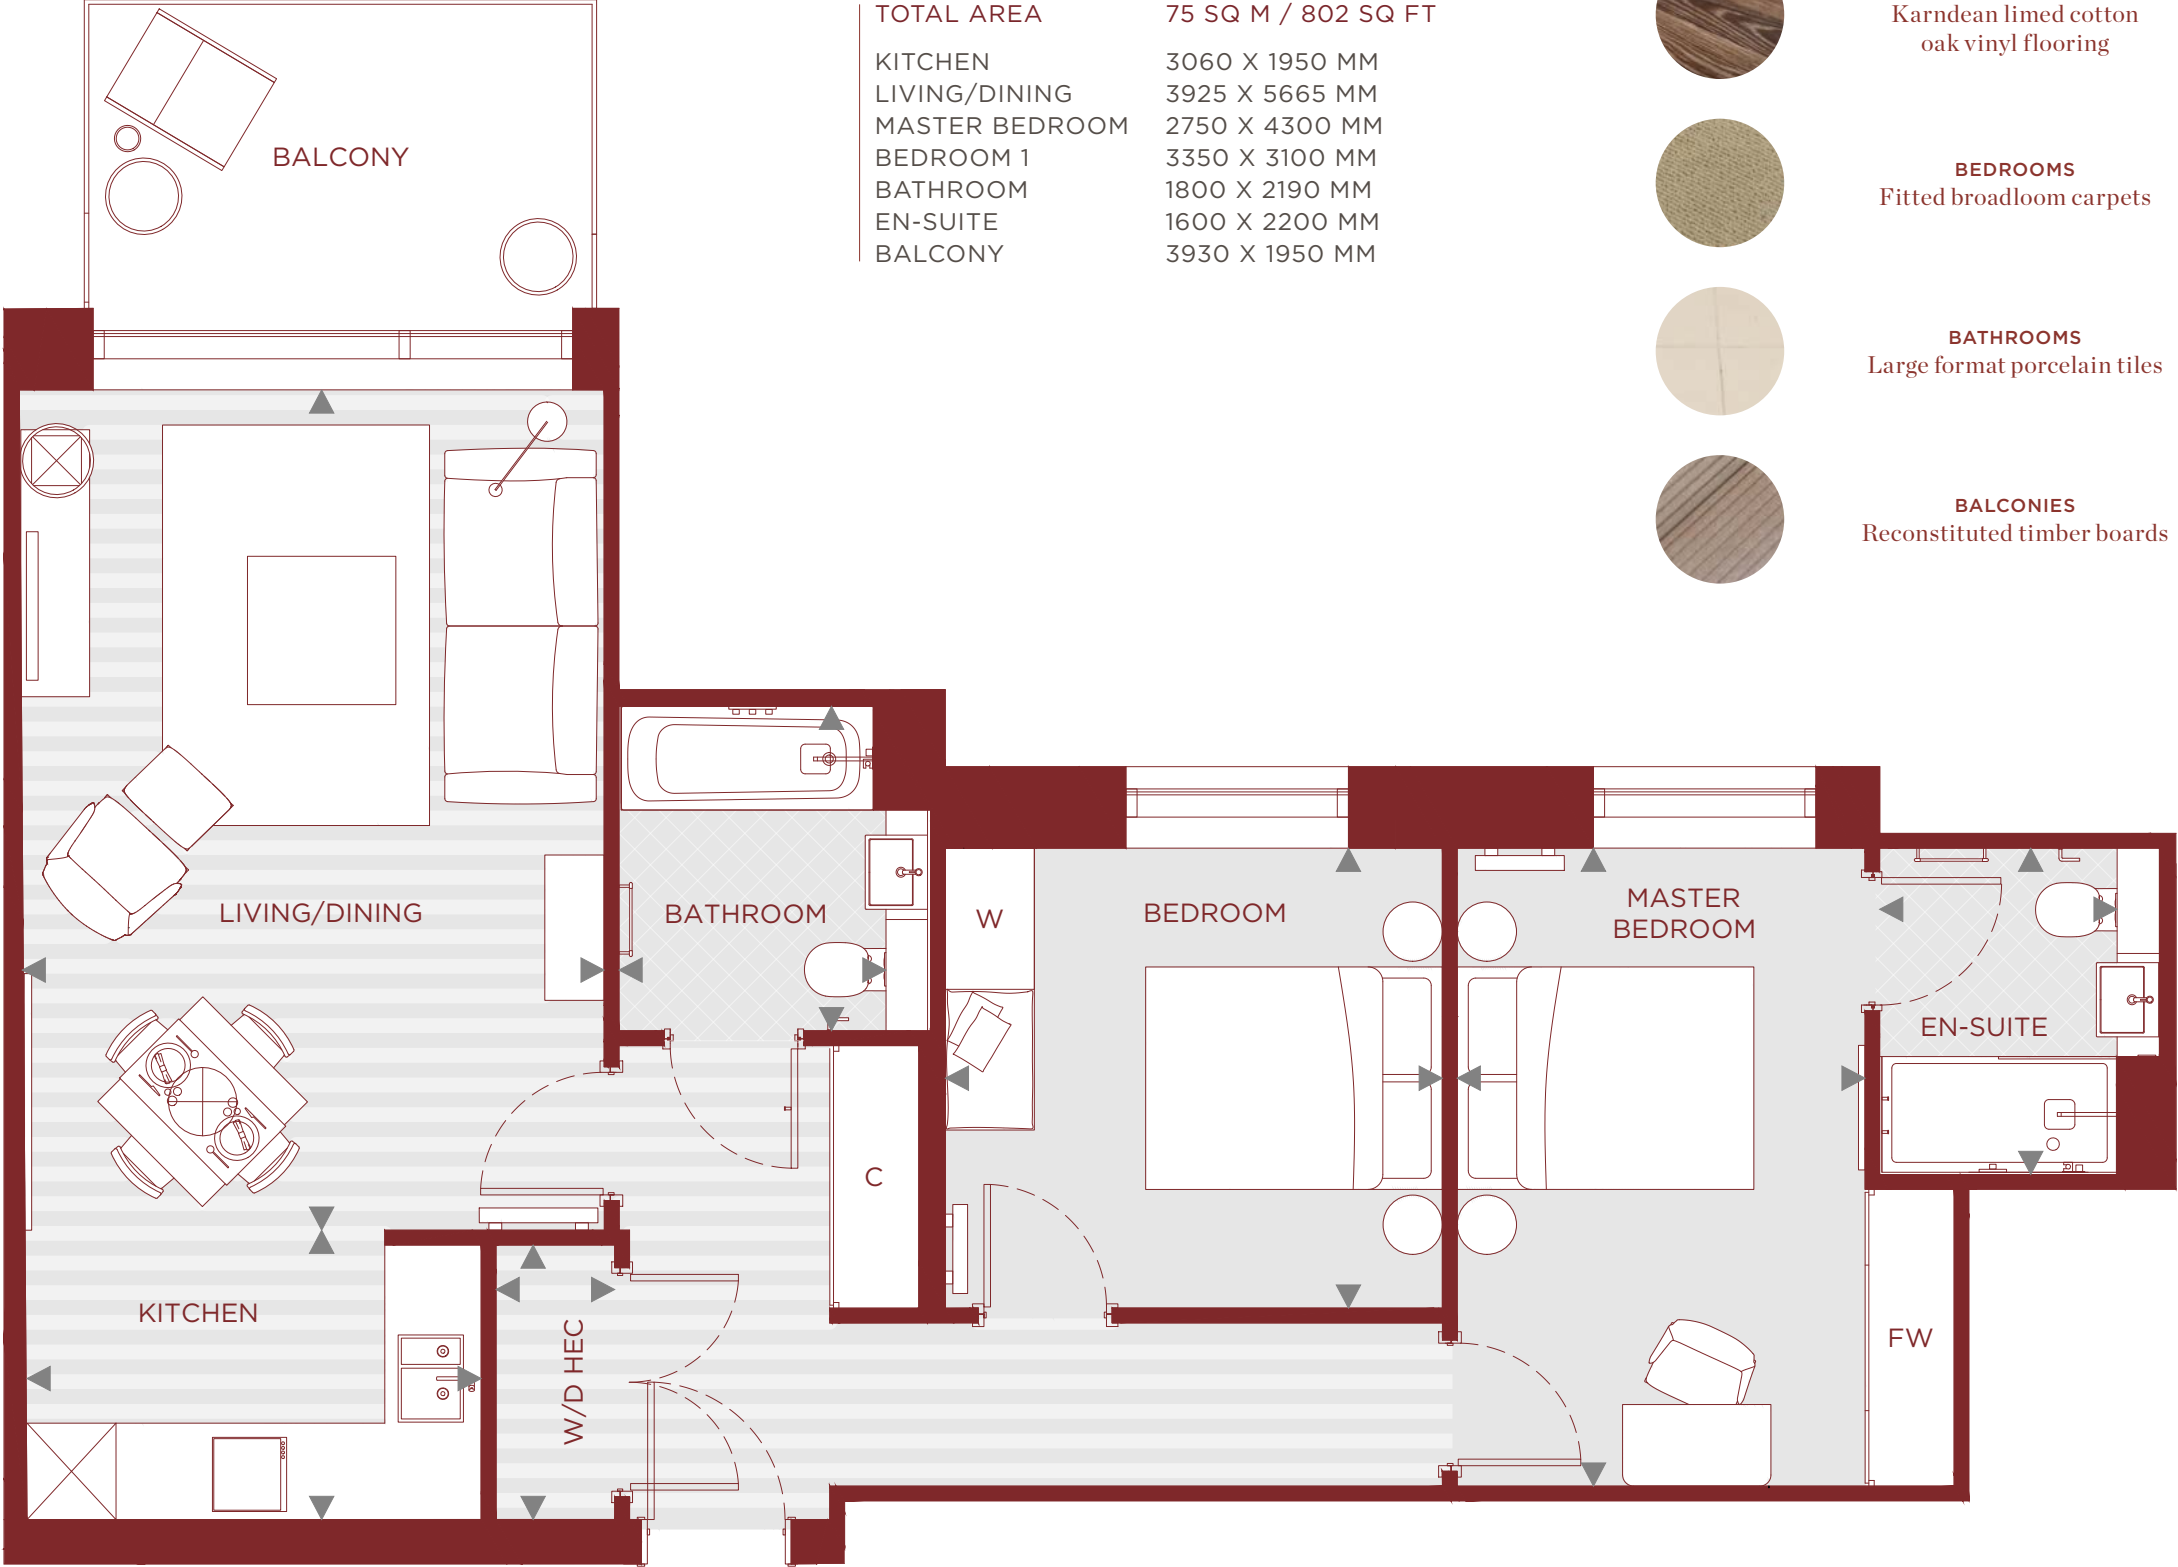 TOTAL AREA 75 SQ M / 802 SQ FT
KITCHEN 3060 X 1950 MM
LIVING/DINING 3925 X 5665 MM
MASTER BEDROOM 2750 X 4300 MM
BEDROOM 1 3350 X 3100 MM
BATHROOM 1800 X 2190 MM
EN-SUITE 1600 X 2200 MM
BALCONY 3930 X 1950 MM
Karndean limed cotton
oak vinyl flooring
BEDROOMS
Fitted broadloom carpets
BATHROOMS
Large format porcelain tiles
BALCONIES
Reconstituted timber boards
BALCONY
LIVING/DINING
BATHROOM
W
BEDROOM
MASTER
BEDROOM
EN-SUITE
C
KITCHEN
W/D HEC
FW